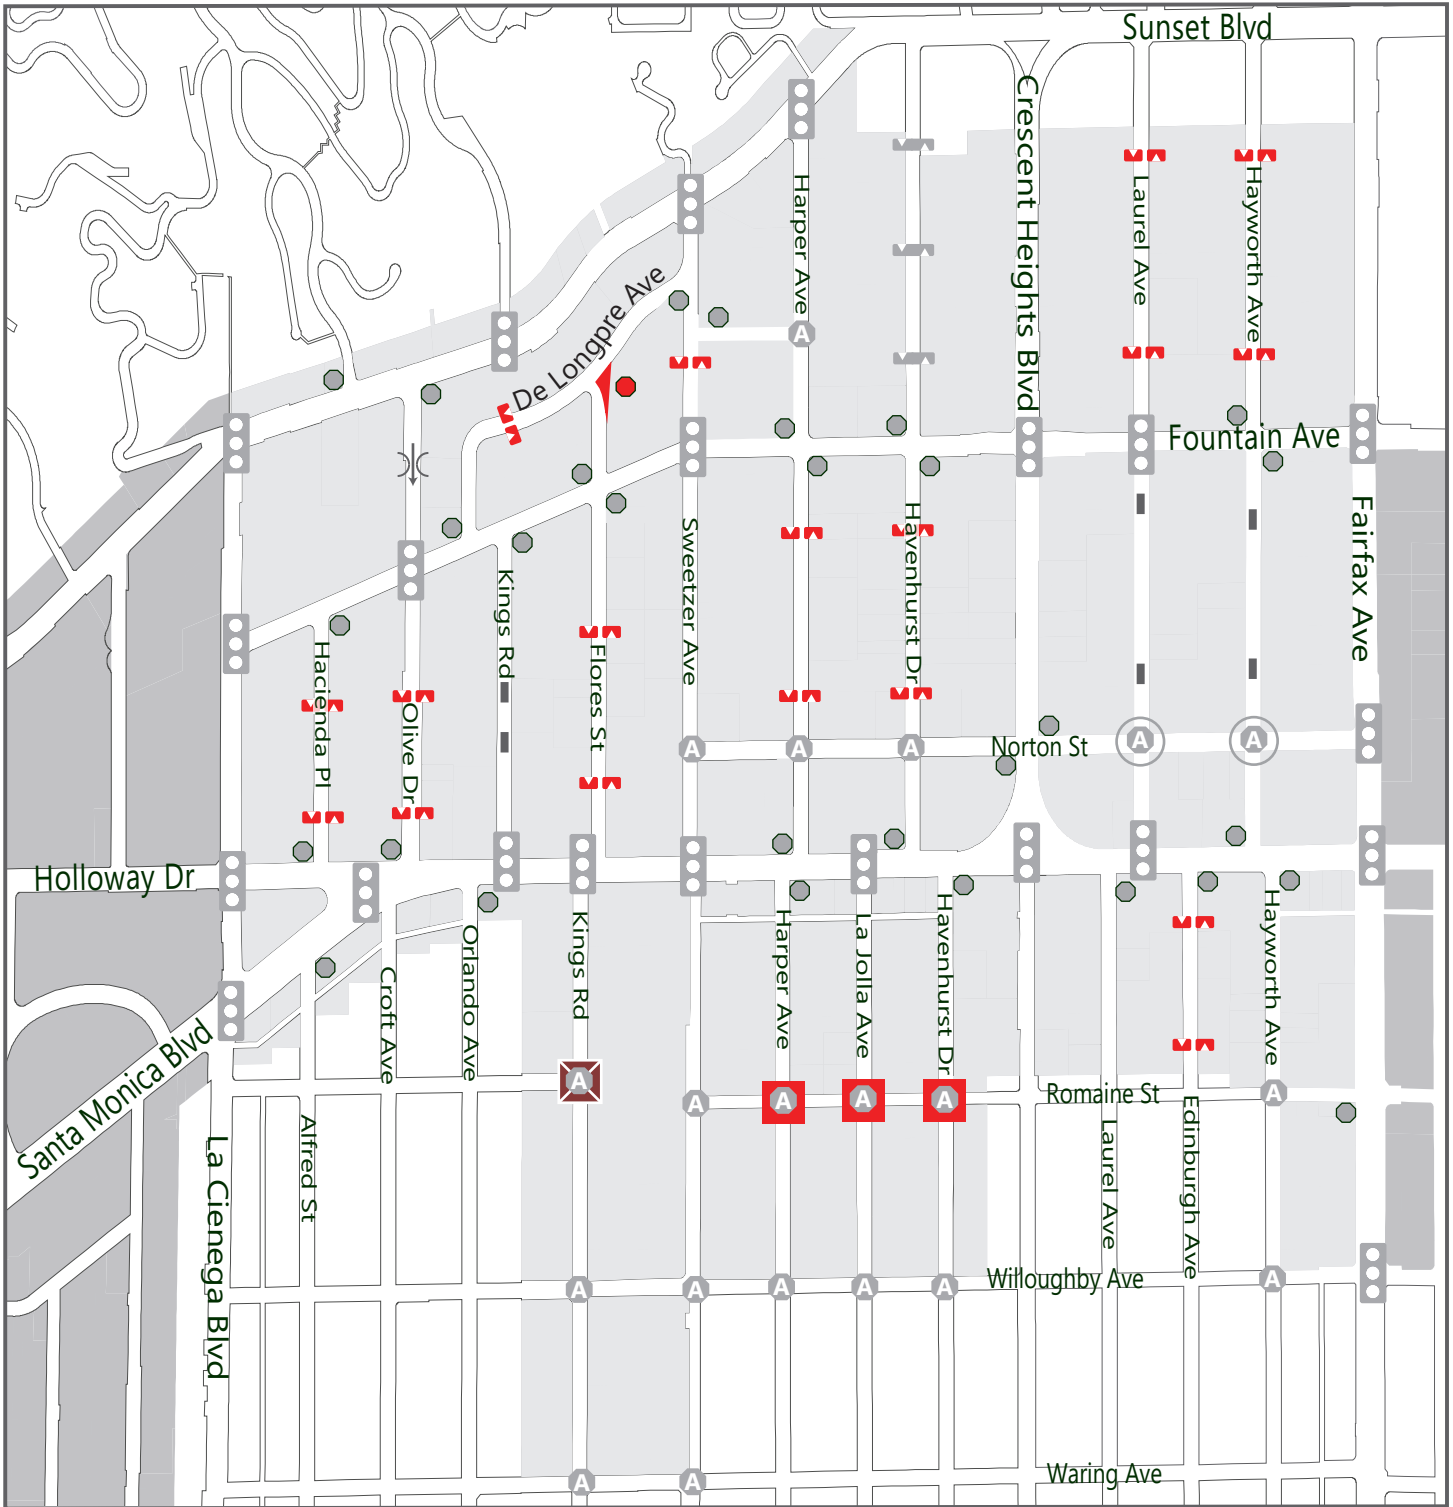 Sunset Blvd
Crescent Heights Blvd
Harper Ave
Laurel Ave
Hayworth Ave
De Longpre Ave
Fountain Ave
Fairfax Ave
A
Havenhurst Dr
Sweetzer Ave
Kings Rd
Flores St
Hacienda Pl
Olive Dr
Norton St
A
A
A
A
A
Holloway Dr
Kings Rd
Harper Ave
La Jolla Ave
Havenhurst Dr
Hayworth Ave
Orlando Ave
Croft Ave
Santa Monica Blvd
A
A
A
A
A
A
Romaine St
Alfred St
La Cienega Blvd
Laurel Ave
Edinburgh Ave
Willoughby Ave
A
A
A
A
A
A
Waring Ave
A
A